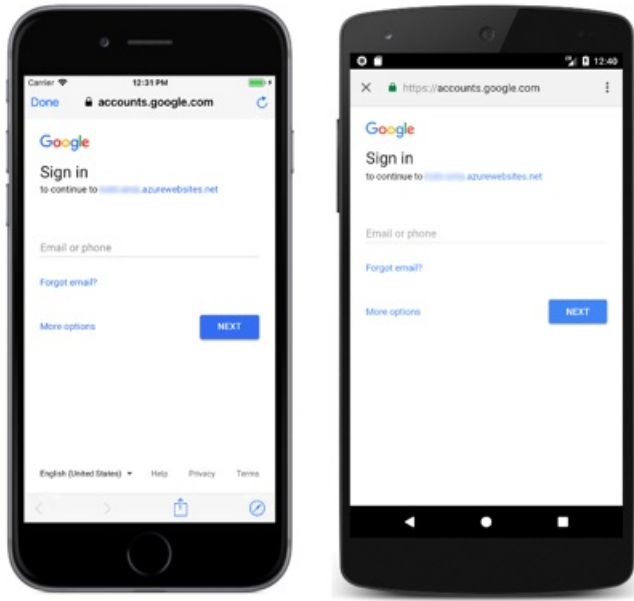 Carrier 12:31 PM
Done accounts.google.com
Google
Sign in
to continue to .azurewebsites.net
Email or phone
Forgot email?
More options NEXT
English (United States) Help Privacy Terms
12:40
https://accounts.google.com
Google
Sign in
to continue to .azurewebsites.net
Email or phone
Forgot email?
More options NEXT